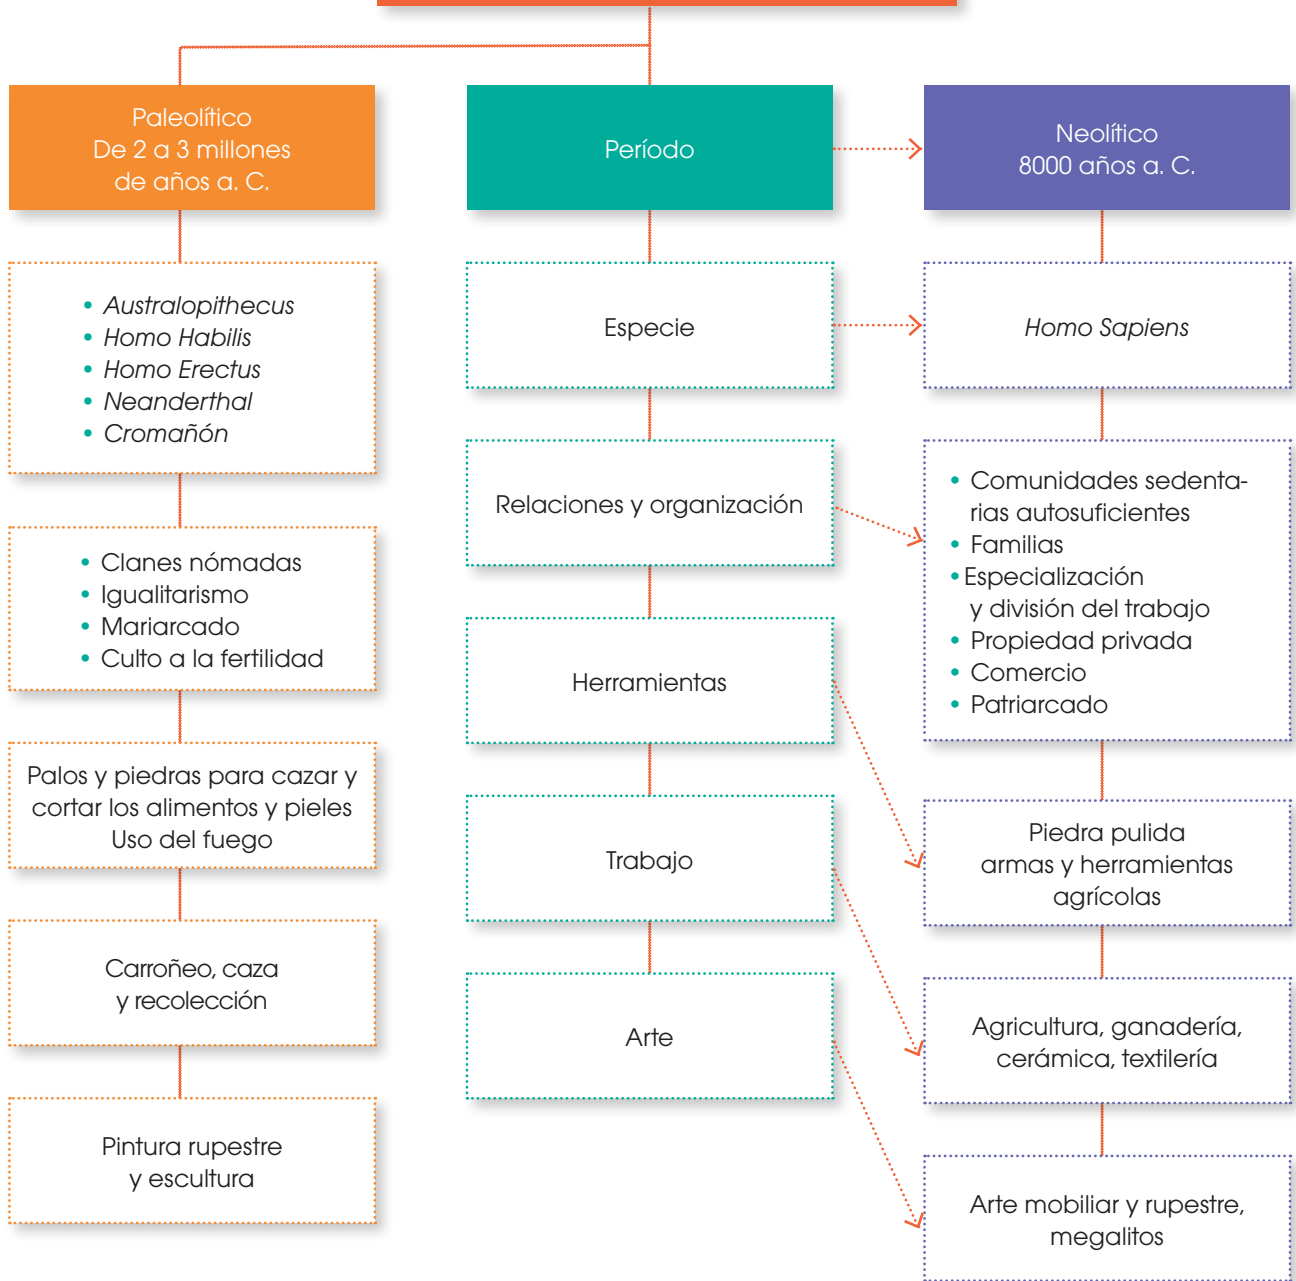 Paleolítico
De 2 a 3 millones
de años a. C.
• Australopithecus
• Homo Habilis
• Homo Erectus
• Neanderthal
• Cromañón
• Clanes nómadas
• Igualitarismo
• Mariarcado
• Culto a la fertilidad
Palos y piedras para cazar y
cortar los alimentos y pieles
Uso del fuego
Carroñeo, caza
y recolección
Pintura rupestre
y escultura
Período
Especie
Relaciones y organización
Herramientas
Trabajo
Arte
Neolítico
8000 años a. C.
Homo Sapiens
• Comunidades sedenta-
rias autosuficientes
• Familias
• Especialización
y división del trabajo
• Propiedad privada
• Comercio
• Patriarcado
Piedra pulida
armas y herramientas
agrícolas
Agricultura, ganadería,
cerámica, textilería
Arte mobiliar y rupestre,
megalitos